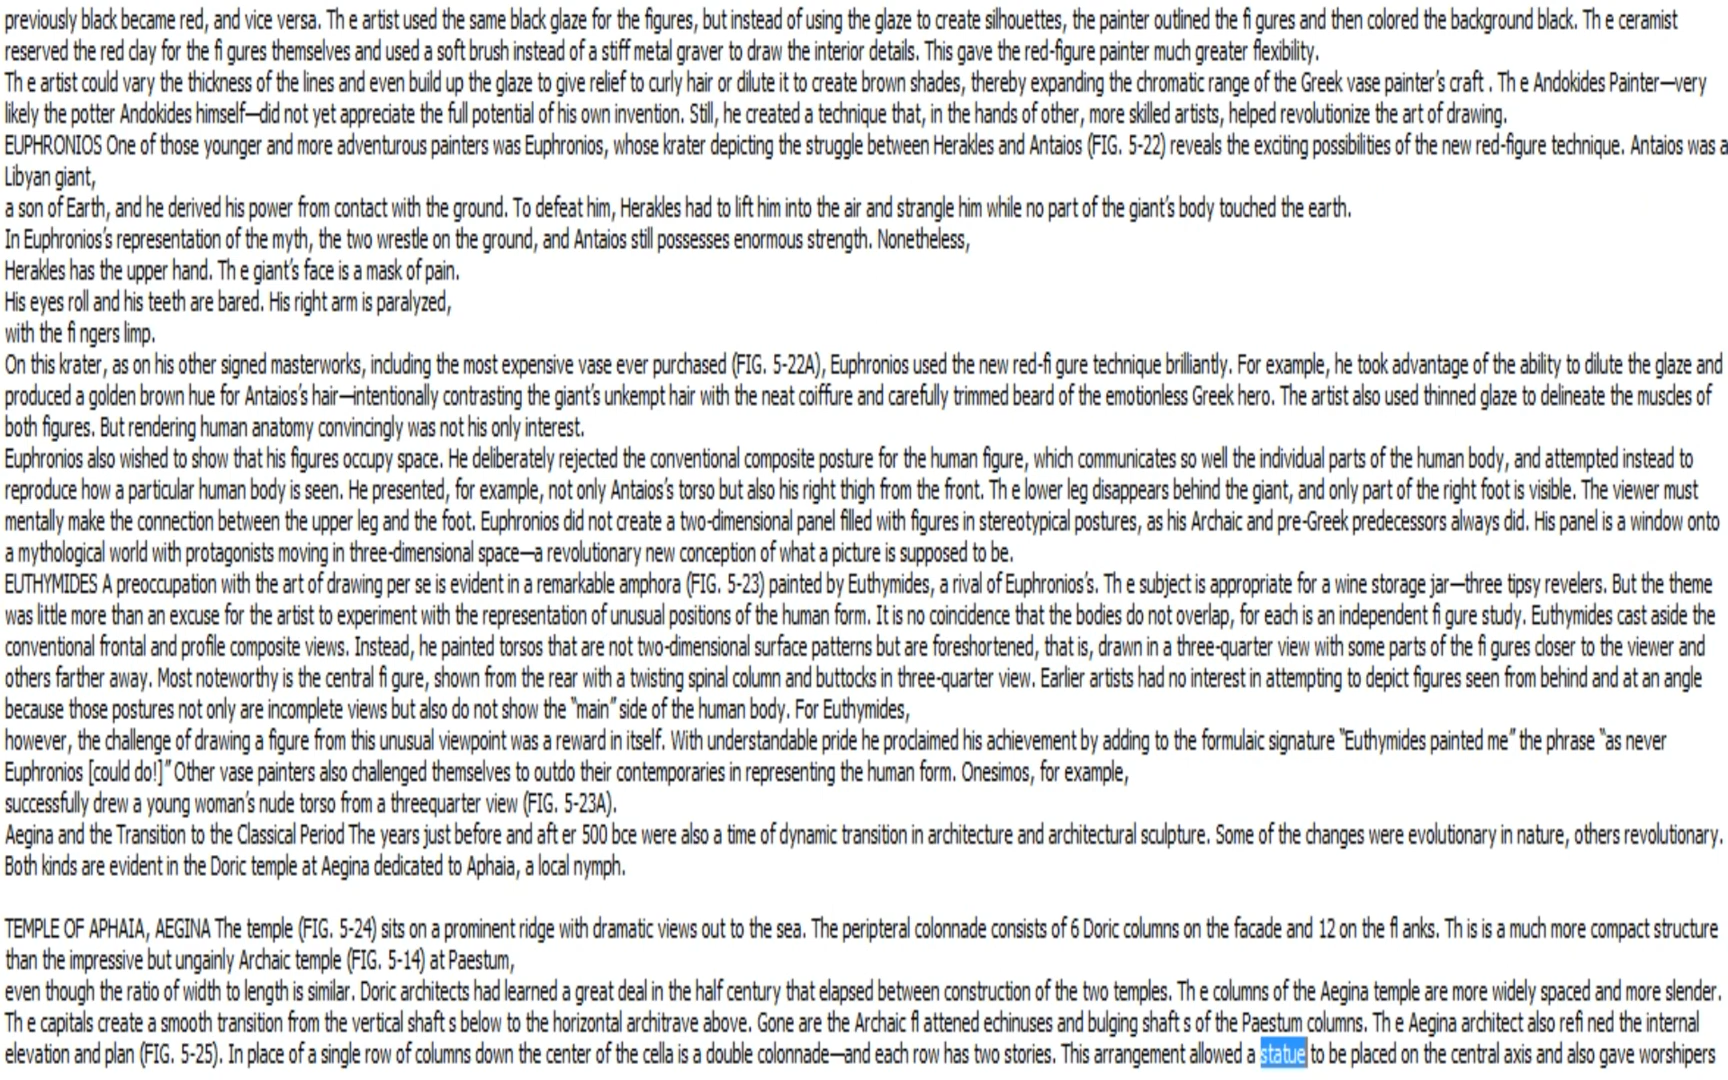 previously black became red, and vice versa. Th e artist used the same black glaze for the figures, but instead of using the glaze to create silhouettes, the painter outlined the fi gures and then colored the background black. Th e ceramist
reserved the red clay for the fi gures themselves and used a soft brush instead of a stiff metal graver to draw the interior details. This gave the red-figure painter much greater flexibility.
Th e artist could vary the thickness of the lines and even build up the glaze to give relief to curly hair or dilute it to create brown shades, thereby expanding the chromatic range of the Greek vase painter's craft . Th e Andokides Painter—very
likely the potter Andokides himself—did not yet appreciate the full potential of his own invention. Still, he created a technique that, in the hands of other, more skilled artists, helped revolutionize the art of drawing.
EUPHRONIOS One of those younger and more adventurous painters was Euphronios, whose krater depicting the struggle between Herakles and Antaios (FIG. 5-22) reveals the exciting possibilities of the new red-figure technique. Antaios was a
Libyan giant,
a son of Earth, and he derived his power from contact with the ground. To defeat him, Herakles had to lift him into the air and strangle him while no part of the giant's body touched the earth.
In Euphronios's representation of the myth, the two wrestle on the ground, and Antaios still possesses enormous strength. Nonetheless,
Herakles has the upper hand. Th e giant's face is a mask of pain.
His eyes roll and his teeth are bared. His right arm is paralyzed,
with the fi ngers limp.
On this krater, as on his other signed masterworks, including the most expensive vase ever purchased (FIG. 5-22A), Euphronios used the new red-fi gure technique brilliantly. For example, he took advantage of the ability to dilute the glaze and
produced a golden brown hue for Antaios's hair—intentionally contrasting the giant's unkempt hair with the neat coiffure and carefully trimmed beard of the emotionless Greek hero. The artist also used thinned glaze to delineate the muscles of
both figures. But rendering human anatomy convincingly was not his only interest.
Euphronios also wished to show that his figures occupy space. He deliberately rejected the conventional composite posture for the human figure, which communicates so well the individual parts of the human body, and attempted instead to
reproduce how a particular human body is seen. He presented, for example, not only Antaios's torso but also his right thigh from the front. Th e lower leg disappears behind the giant, and only part of the right foot is visible. The viewer must
mentally make the connection between the upper leg and the foot. Euphronios did not create a two-dimensional panel filled with figures in stereotypical postures, as his Archaic and pre-Greek predecessors always did. His panel is a window onto
a mythological world with protagonists moving in three-dimensional space—a revolutionary new conception of what a picture is supposed to be.
EUTHYMIDES A preoccupation with the art of drawing per se is evident in a remarkable amphora (FIG. 5-23) painted by Euthymides, a rival of Euphronios's. Th e subject is appropriate for a wine storage jar—three tipsy revelers. But the theme
was little more than an excuse for the artist to experiment with the representation of unusual positions of the human form. It is no coincidence that the bodies do not overlap, for each is an independent fi gure study. Euthymides cast aside the
conventional frontal and profile composite views. Instead, he painted torsos that are not two-dimensional surface patterns but are foreshortened, that is, drawn in a three-quarter view with some parts of the fi gures closer to the viewer and
others farther away. Most noteworthy is the central fi gure, shown from the rear with a twisting spinal column and buttocks in three-quarter view. Earlier artists had no interest in attempting to depict figures seen from behind and at an angle
because those postures not only are incomplete views but also do not show the "main" side of the human body. For Euthymides,
however, the challenge of drawing a figure from this unusual viewpoint was a reward in itself. With understandable pride he proclaimed his achievement by adding to the formulaic signature "Euthymides painted me" the phrase "as never
Euphronios [could do!]" Other vase painters also challenged themselves to outdo their contemporaries in representing the human form. Onesimos, for example,
successfully drew a young woman's nude torso from a threequarter view (FIG. 5-23A).
Aegina and the Transition to the Classical Period The years just before and aft er 500 bce were also a time of dynamic transition in architecture and architectural sculpture. Some of the changes were evolutionary in nature, others revolutionary.
Both kinds are evident in the Doric temple at Aegina dedicated to Aphaia, a local nymph.
TEMPLE OF APHAIA, AEGINA The temple (FIG. 5-24) sits on a prominent ridge with dramatic views out to the sea. The peripteral colonnade consists of 6 Doric columns on the facade and 12 on the fl anks. Th is is a much more compact structure
than the impressive but ungainly Archaic temple (FIG. 5-14) at Paestum,
even though the ratio of width to length is similar. Doric architects had learned a great deal in the half century that elapsed between construction of the two temples. Th e columns of the Aegina temple are more widely spaced and more slender.
Th e capitals create a smooth transition from the vertical shaft s below to the horizontal architrave above. Gone are the Archaic fl attened echinuses and bulging shaft s of the Paestum columns. Th e Aegina architect also refi ned the internal
elevation and plan (FIG. 5-25). In place of a single row of columns down the center of the cella is a double colonnade—and each row has two stories. This arrangement allowed a statue to be placed on the central axis and also gave worshipers